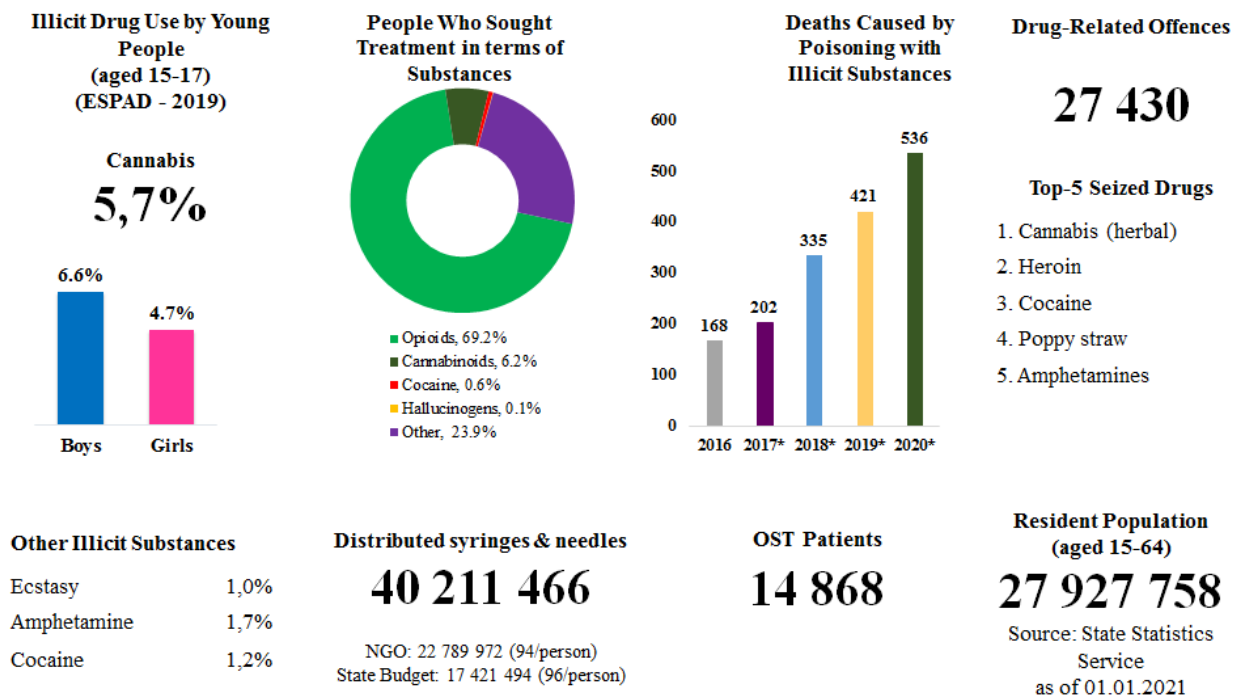 Illicit Drug Use by Young
People
(aged 15-17)
(ESPAD - 2019)
Cannabis
5,7%
6.6%
4.7%
Boys
Girls
People Who Sought
Treatment in terms of
Substances
Opioids, 69.2%
Cannabinoids, 6.2%
Cocaine, 0.6%
Hallucinogens, 0.1%
Other, 23.9%
Deaths Caused by
Poisoning with
Illicit Substances
600
500
400
300
200
100
0
168
202
335
421
536
2016
2017*
2018*
2019*
2020*
Drug-Related Offences
27 430
Top-5 Seized Drugs
1. Cannabis (herbal)
2. Heroin
3. Cocaine
4. Poppy straw
5. Amphetamines
Other Illicit Substances
Ecstasy 1,0%
Amphetamine 1,7%
Cocaine 1,2%
Distributed syringes & needles
40 211 466
NGO: 22 789 972 (94/person)
State Budget: 17 421 494 (96/person)
OST Patients
14 868
Resident Population
(aged 15-64)
27 927 758
Source: State Statistics
Service
as of 01.01.2021